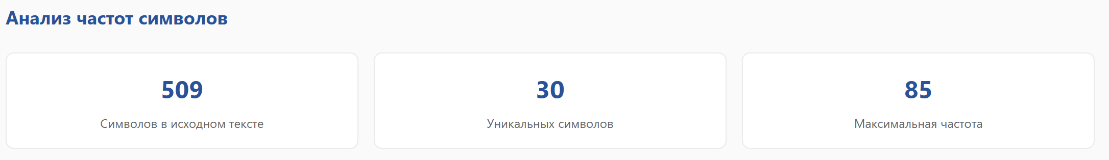 Анализ частот символов
509
30
85
Символов в исходном тексте
Уникальных символов
Максимальная частота